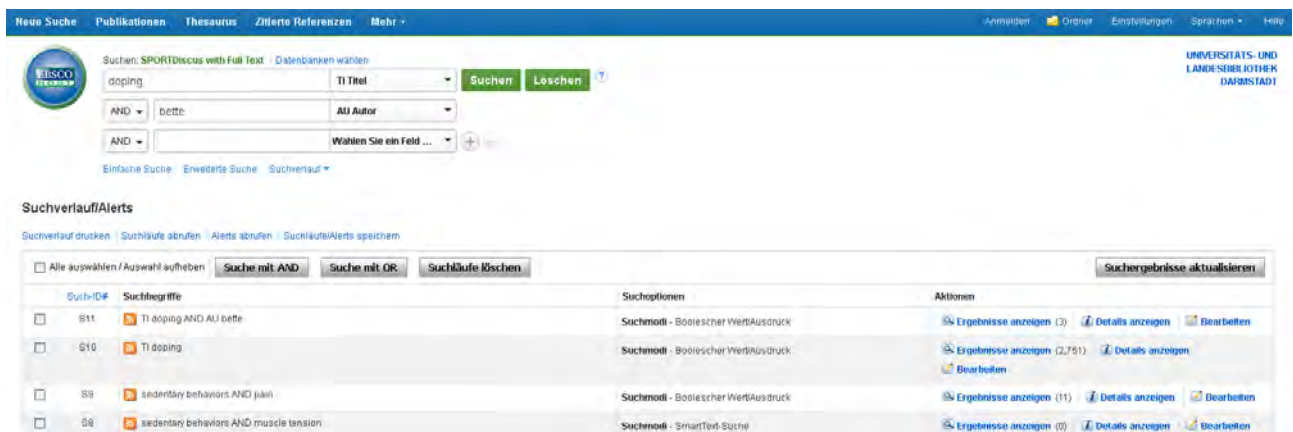 Neue Suche Publikationen Thesaurus Zitierte Referenzen Mehr Anmelden Ordner Einstellungen Sprachen Hilfe
Suchen: SPORTDiscus with Full Text Datenbanken wählen
EBSCO HOST
doping TI Titel Suchen Löschen ?
AND bette AU Autor
AND Wählen Sie ein Feld ...
Einfache Suche Erweiterte Suche Suchverlauf
UNIVERSITÄTS- UND
LANDESBIBLIOTHEK
DARMSTADT
Suchverlauf/Alerts
Suchverlauf drucken Suchläufe abrufen Alerts abrufen Suchläufe/Alerts speichern
Alle auswählen / Auswahl aufheben Suche mit AND Suche mit OR Suchläufe löschen Suchergebnisse aktualisieren
Such-ID# Suchbegriffe Suchoptionen Aktionen
S11 TI doping AND AU bette Suchmodi - Boolescher Wert/Ausdruck Ergebnisse anzeigen (3) Details anzeigen Bearbeiten
S10 TI doping Suchmodi - Boolescher Wert/Ausdruck Ergebnisse anzeigen (2,751) Details anzeigen
Bearbeiten
S9 sedentary behaviors AND pain Suchmodi - Boolescher Wert/Ausdruck Ergebnisse anzeigen (11) Details anzeigen Bearbeiten
S8 sedentary behaviors AND muscle tension Suchmodi - SmartText-Suche Ergebnisse anzeigen (0) Details anzeigen Bearbeiten